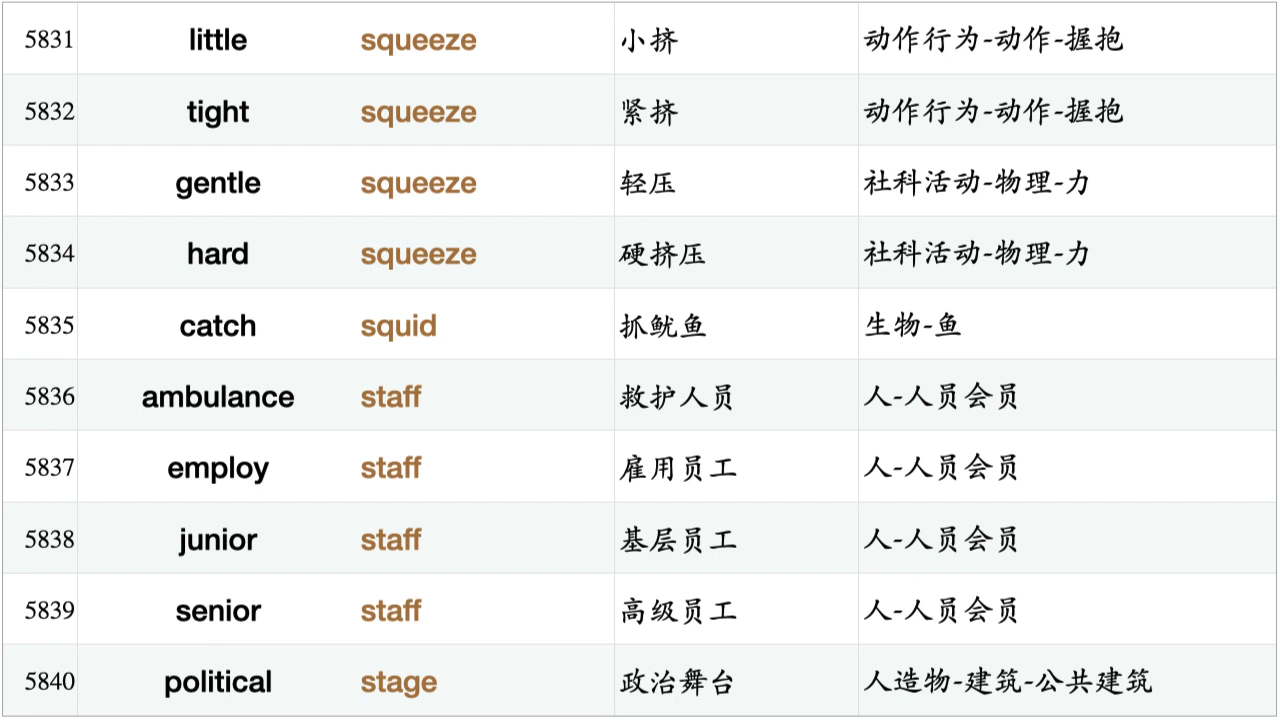 5831 little squeeze 小挤 动作行为-动作-握抱
5832 tight squeeze 紧挤 动作行为-动作-握抱
5833 gentle squeeze 轻压 社科活动-物理-力
5834 hard squeeze 硬挤压 社科活动-物理-力
5835 catch squid 抓鱿鱼 生物-鱼
5836 ambulance staff 救护人员 人-人员会员
5837 employ staff 雇用员工 人-人员会员
5838 junior staff 基层员工 人-人员会员
5839 senior staff 高级员工 人-人员会员
5840 political stage 政治舞台 人造物-建筑-公共建筑